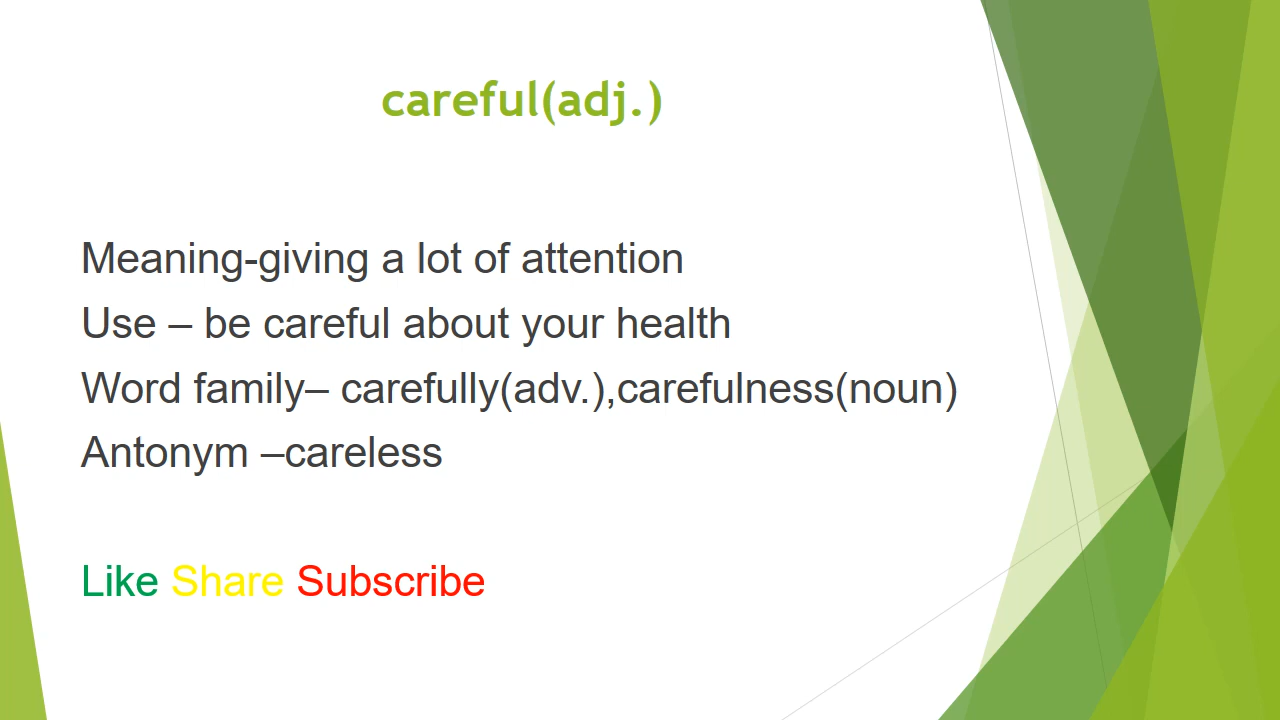 careful(adj.)
Meaning-giving a lot of attention
Use – be careful about your health
Word family– carefully(adv.),carefulness(noun)
Antonym –careless
Like Share Subscribe